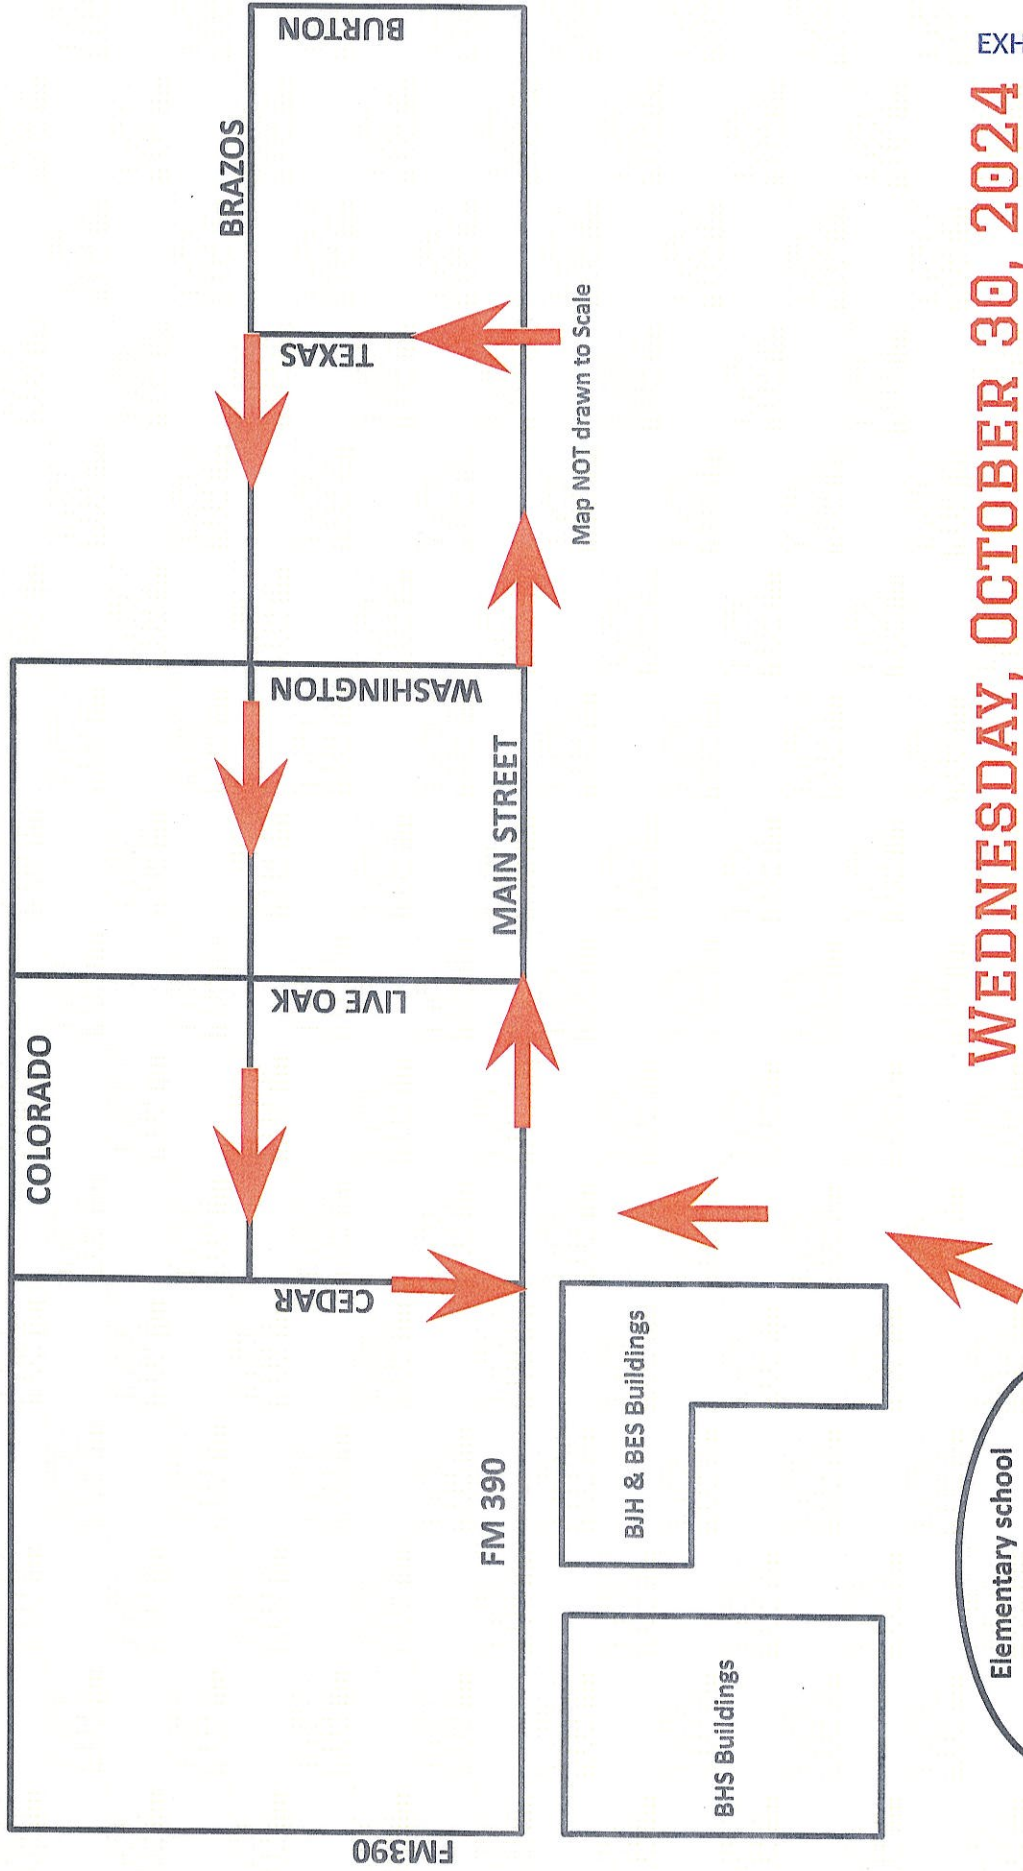 COLORADO
BRAZOS
BURTON
TEXAS
WASHINGTON
LIVE OAK
CEDAR
FM390
FM 390
MAIN STREET
Map NOT drawn to Scale
BHS Buildings
BJH & BES Buildings
Elementary school
WEDNESDAY, OCTOBER 30, 2024
EXH